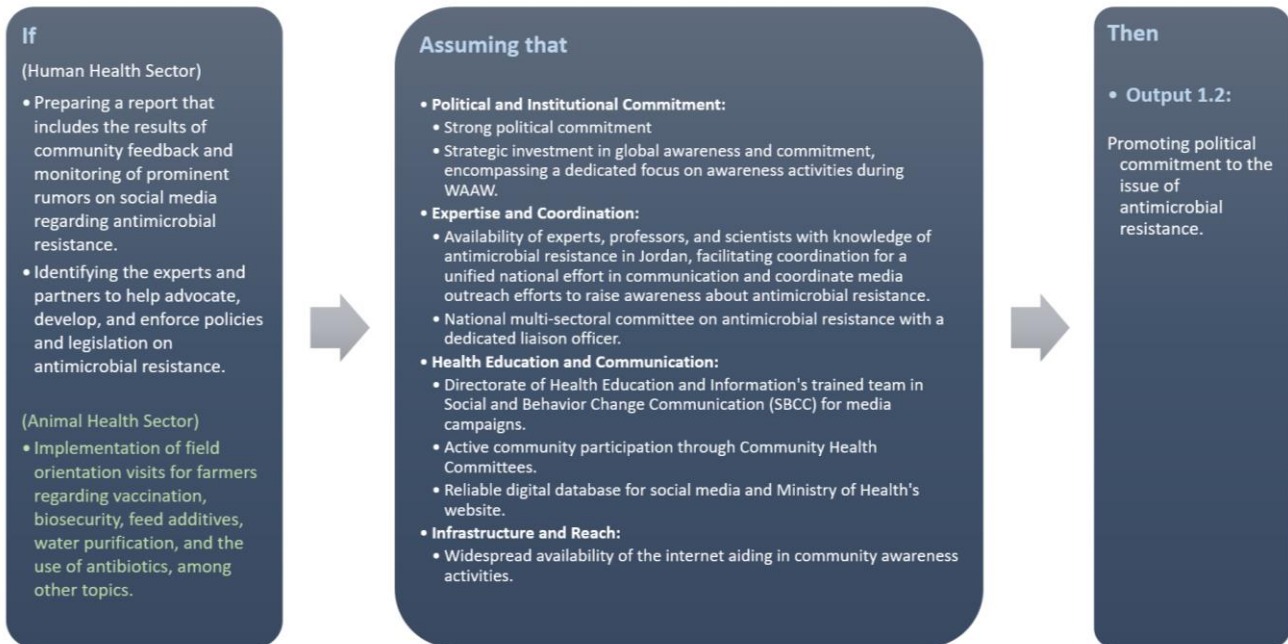 If
(Human Health Sector)
• Preparing a report that
includes the results of
community feedback and
monitoring of prominent
rumors on social media
regarding antimicrobial
resistance.
• Identifying the experts and
partners to help advocate,
develop, and enforce policies
and legislation on
antimicrobial resistance.
(Animal Health Sector)
• Implementation of field
orientation visits for farmers
regarding vaccination,
biosecurity, feed additives,
water purification, and the
use of antibiotics, among
other topics.
Assuming that
• Political and Institutional Commitment:
• Strong political commitment
• Strategic investment in global awareness and commitment,
encompassing a dedicated focus on awareness activities during
WAAW.
• Expertise and Coordination:
• Availability of experts, professors, and scientists with knowledge of
antimicrobial resistance in Jordan, facilitating coordination for a
unified national effort in communication and coordinate media
outreach efforts to raise awareness about antimicrobial resistance.
• National multi-sectoral committee on antimicrobial resistance with a
dedicated liaison officer.
• Health Education and Communication:
• Directorate of Health Education and Information's trained team in
Social and Behavior Change Communication (SBCC) for media
campaigns.
• Active community participation through Community Health
Committees.
• Reliable digital database for social media and Ministry of Health's
website.
• Infrastructure and Reach:
• Widespread availability of the internet aiding in community awareness
activities.
Then
• Output 1.2:
Promoting political
commitment to the
issue of
antimicrobial
resistance.